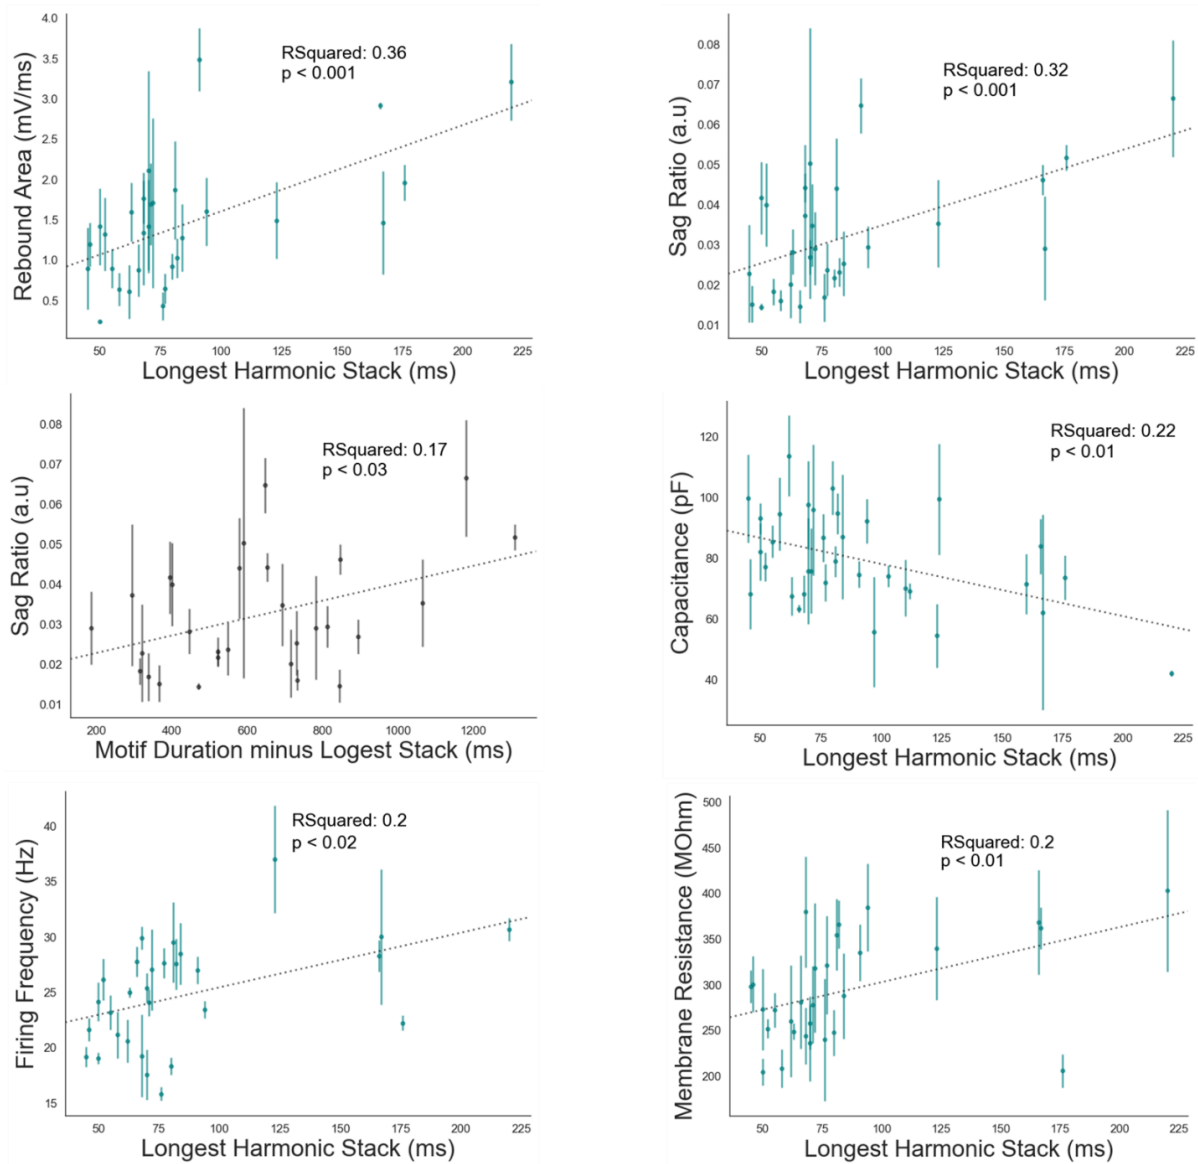 4.0
3.5
3.0
2.5
2.0
1.5
1.0
0.5
Rebound Area (mV/ms)
RSquared: 0.36
p < 0.001
50 75 100 125 150 175 200 225
Longest Harmonic Stack (ms)
0.08
0.07
0.06
0.05
0.04
0.03
0.02
0.01
Sag Ratio (a.u)
RSquared: 0.32
p < 0.001
50 75 100 125 150 175 200 225
Longest Harmonic Stack (ms)
0.08
0.07
0.06
0.05
0.04
0.03
0.02
0.01
Sag Ratio (a.u)
RSquared: 0.17
p < 0.03
200 400 600 800 1000 1200
Motif Duration minus Logest Stack (ms)
120
100
80
60
40
Capacitance (pF)
RSquared: 0.22
p < 0.01
50 75 100 125 150 175 200 225
Longest Harmonic Stack (ms)
40
35
30
25
20
15
Firing Frequency (Hz)
RSquared: 0.2
p < 0.02
50 75 100 125 150 175 200 225
Longest Harmonic Stack (ms)
500
450
400
350
300
250
200
Membrane Resistance (MOhm)
RSquared: 0.2
p < 0.01
50 75 100 125 150 175 200 225
Longest Harmonic Stack (ms)